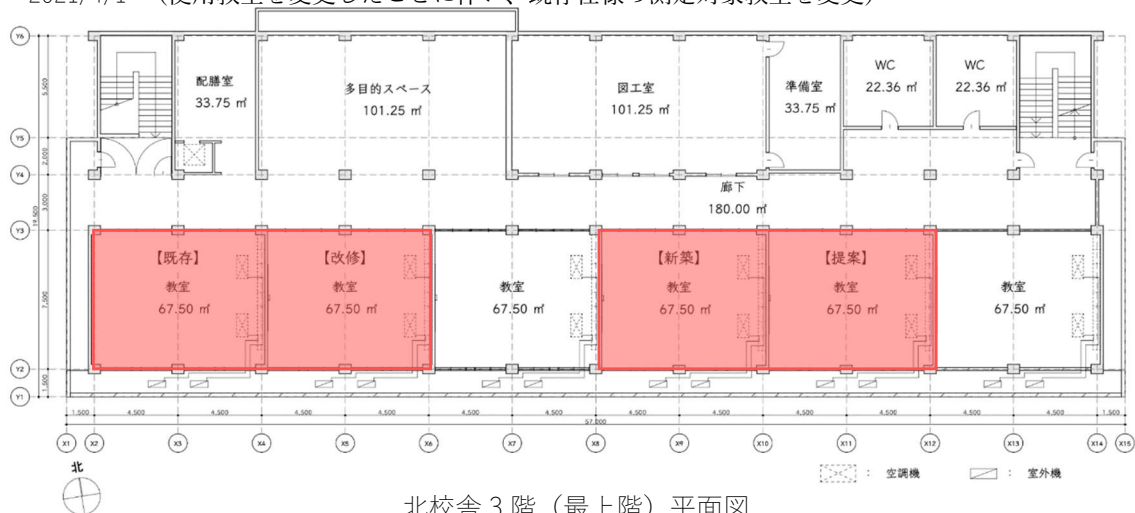 2021/4/1 （使用教室を変更したことに伴い、既存仕様の測定対象教室を変更）
Y6
Y5
Y4
Y3
Y2
Y1
5,500
2,000
3,000
7,500
1,500
19,500
配膳室
33.75 ㎡
多目的スペース
101.25 ㎡
図工室
101.25 ㎡
準備室
33.75 ㎡
WC
22.36 ㎡
WC
22.36 ㎡
廊下
180.00 ㎡
【既存】
教室
67.50 ㎡
【改修】
教室
67.50 ㎡
教室
67.50 ㎡
【新築】
教室
67.50 ㎡
【提案】
教室
67.50 ㎡
教室
67.50 ㎡
1,500 4,500 4,500 4,500 4,500 4,500 4,500 4,500 4,500 4,500 4,500 4,500 4,500 1,500
57,000
X1 X2 X3 X4 X5 X6 X7 X8 X9 X10 X11 X12 X13 X14 X15
北
： 空調機 ： 室外機
北校舎３階（最上階）平面図